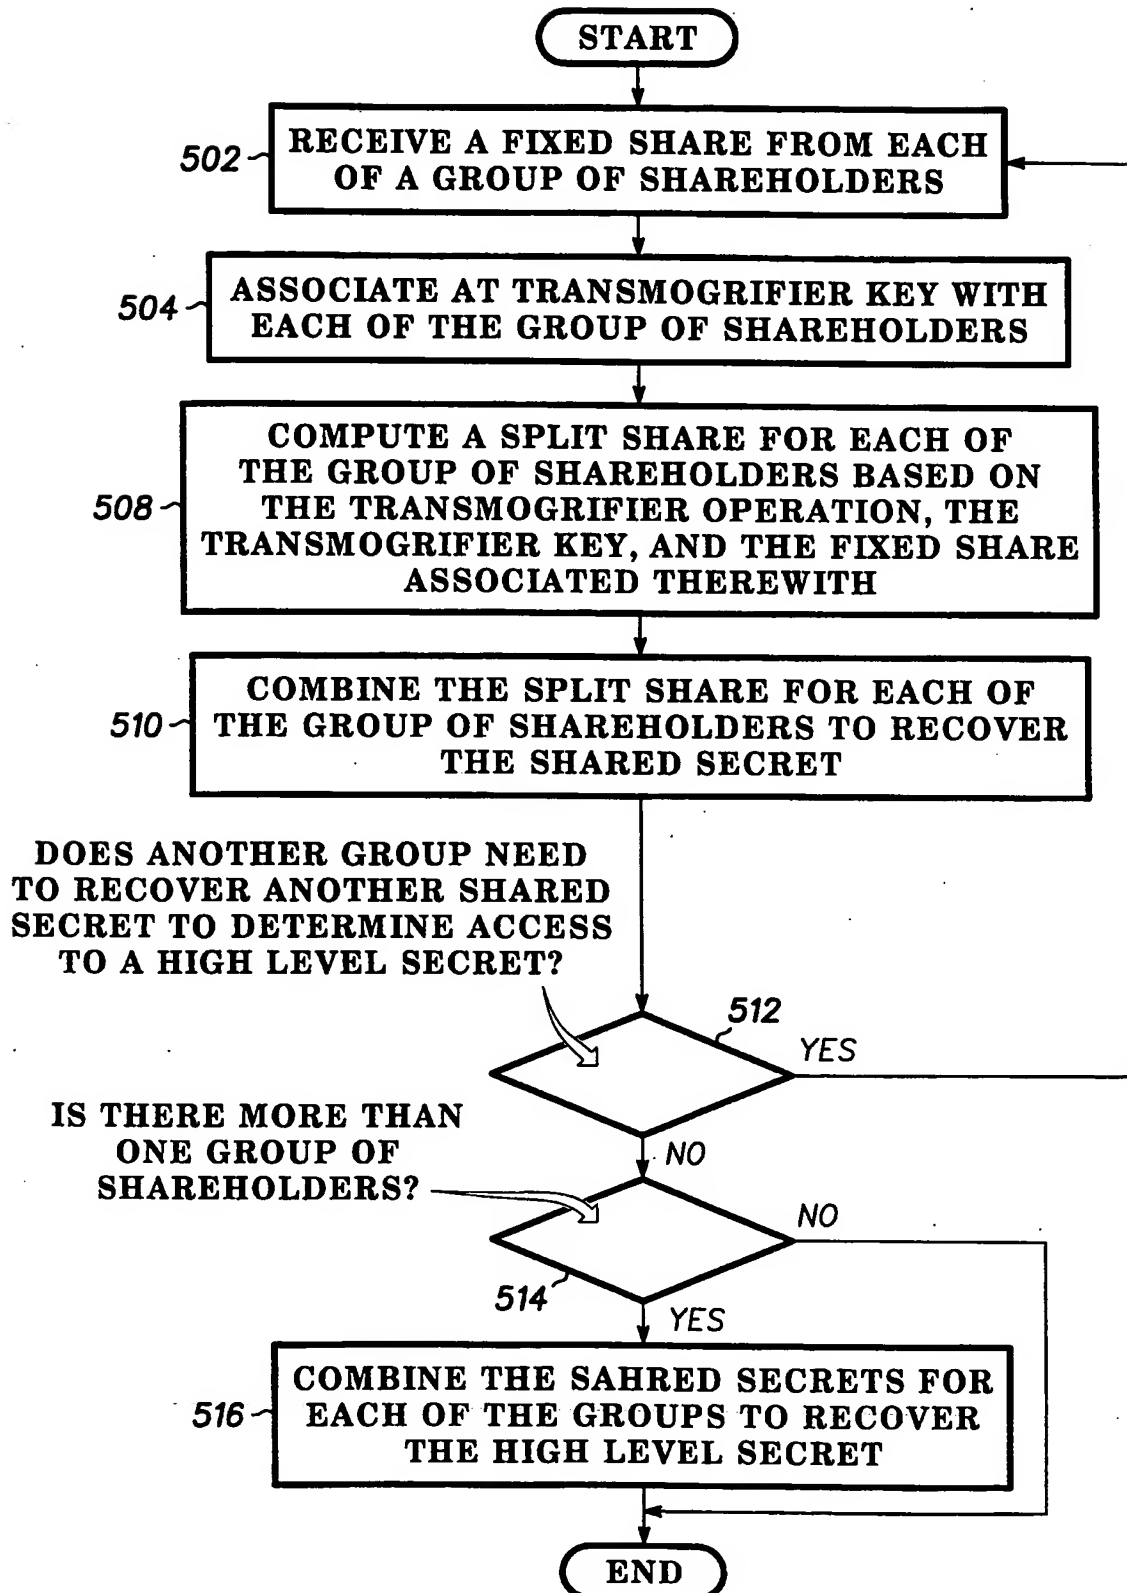 START
502
RECEIVE A FIXED SHARE FROM EACH
OF A GROUP OF SHAREHOLDERS
504
ASSOCIATE AT TRANSMOGRIFIER KEY WITH
EACH OF THE GROUP OF SHAREHOLDERS
508
COMPUTE A SPLIT SHARE FOR EACH OF
THE GROUP OF SHAREHOLDERS BASED ON
THE TRANSMOGRIFIER OPERATION, THE
TRANSMOGRIFIER KEY, AND THE FIXED SHARE
ASSOCIATED THEREWITH
510
COMBINE THE SPLIT SHARE FOR EACH OF
THE GROUP OF SHAREHOLDERS TO RECOVER
THE SHARED SECRET
DOES ANOTHER GROUP NEED
TO RECOVER ANOTHER SHARED
SECRET TO DETERMINE ACCESS
TO A HIGH LEVEL SECRET?
512
YES
NO
IS THERE MORE THAN
ONE GROUP OF
SHAREHOLDERS?
NO
514
YES
516
COMBINE THE SAHRED SECRETS FOR
EACH OF THE GROUPS TO RECOVER
THE HIGH LEVEL SECRET
END